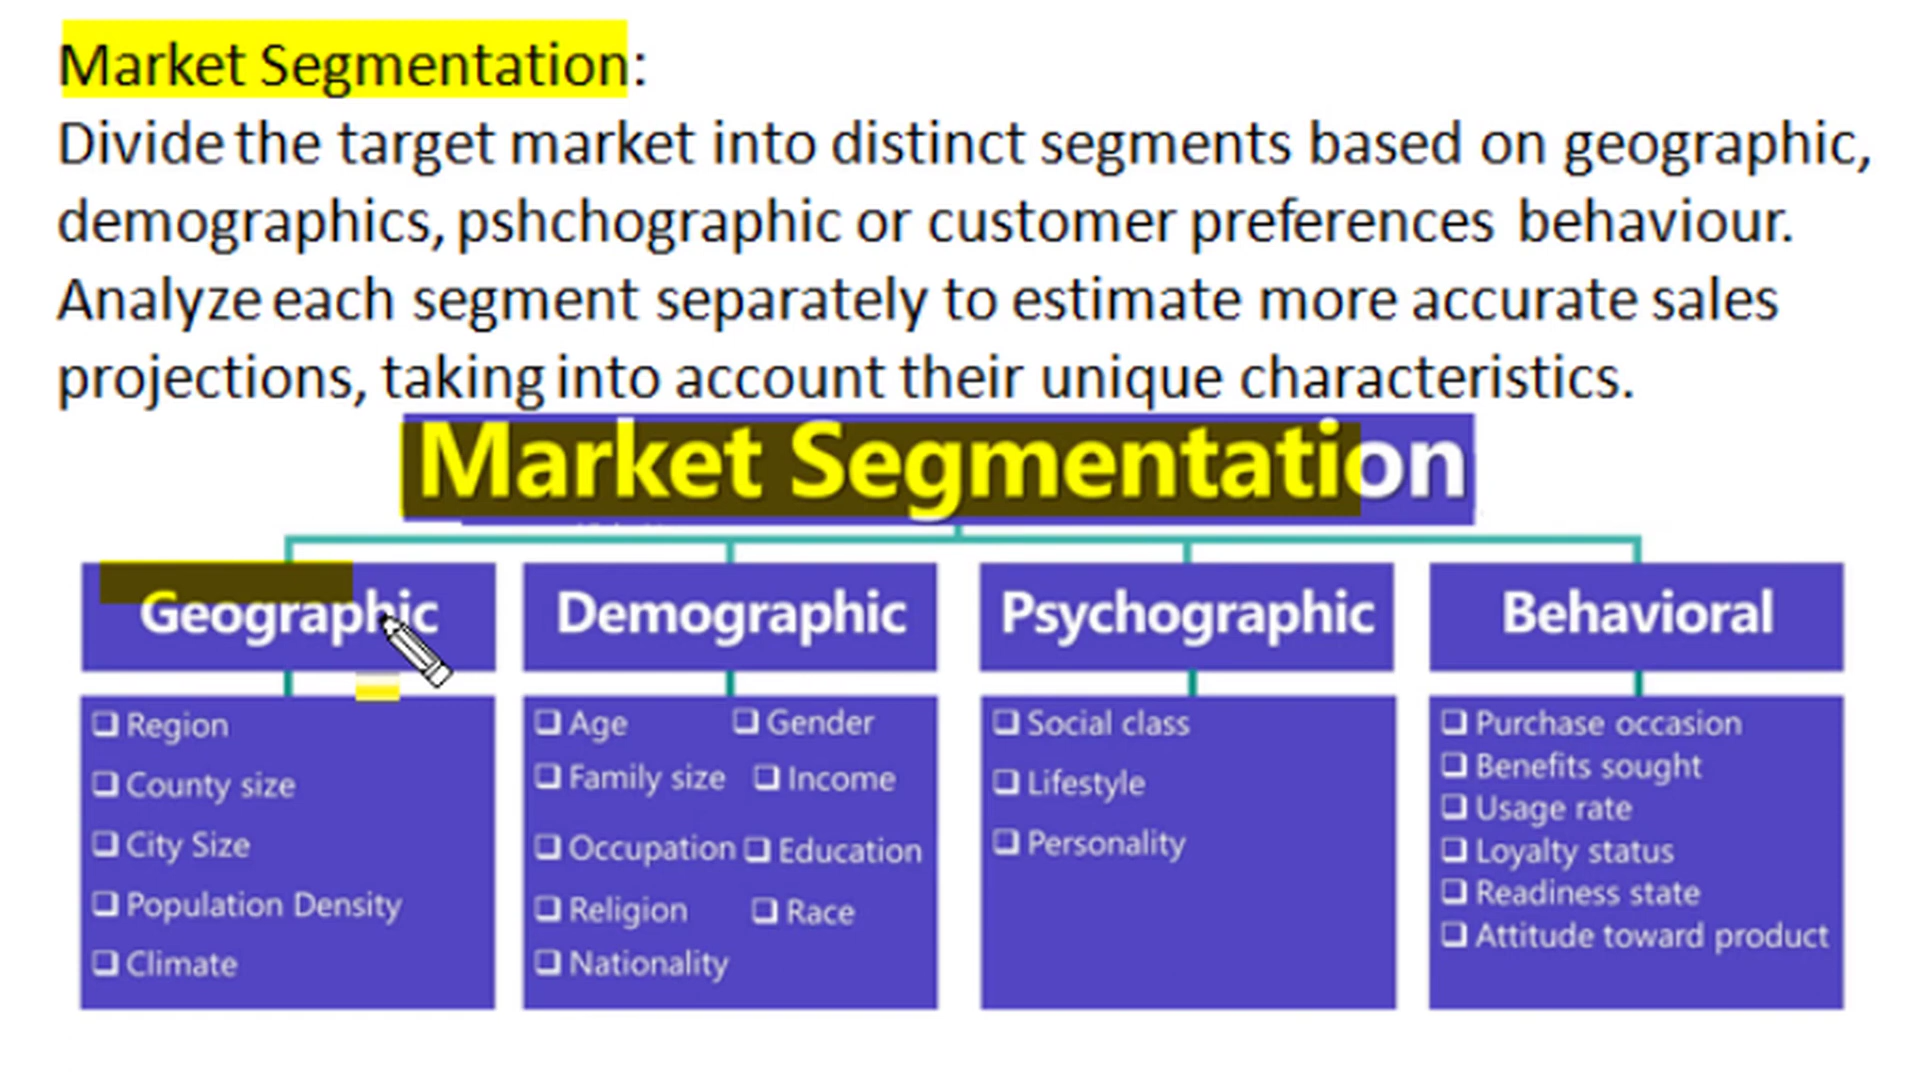 Market Segmentation:
Divide the target market into distinct segments based on geographic,
demographics, pshchographic or customer preferences behaviour.
Analyze each segment separately to estimate more accurate sales
projections, taking into account their unique characteristics.
Market Segmentation
Geographic
Region
County size
City Size
Population Density
Climate
Demographic
Age Gender
Family size Income
Occupation Education
Religion Race
Nationality
Psychographic
Social class
Lifestyle
Personality
Behavioral
Purchase occasion
Benefits sought
Usage rate
Loyalty status
Readiness state
Attitude toward product